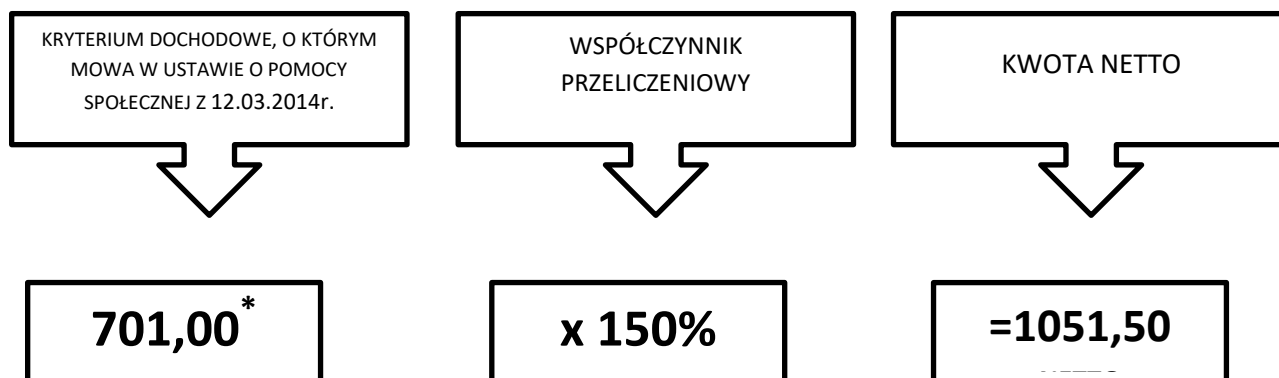 KRYTERIUM DOCHODOWE, O KTÓRYM
MOWA W USTAWIE O POMOCY
SPOŁECZNEJ Z 12.03.2014r.
WSPÓŁCZYNNIK
PRZELICZENIOWY
KWOTA NETTO
701,00*
x 150%
=1051,50